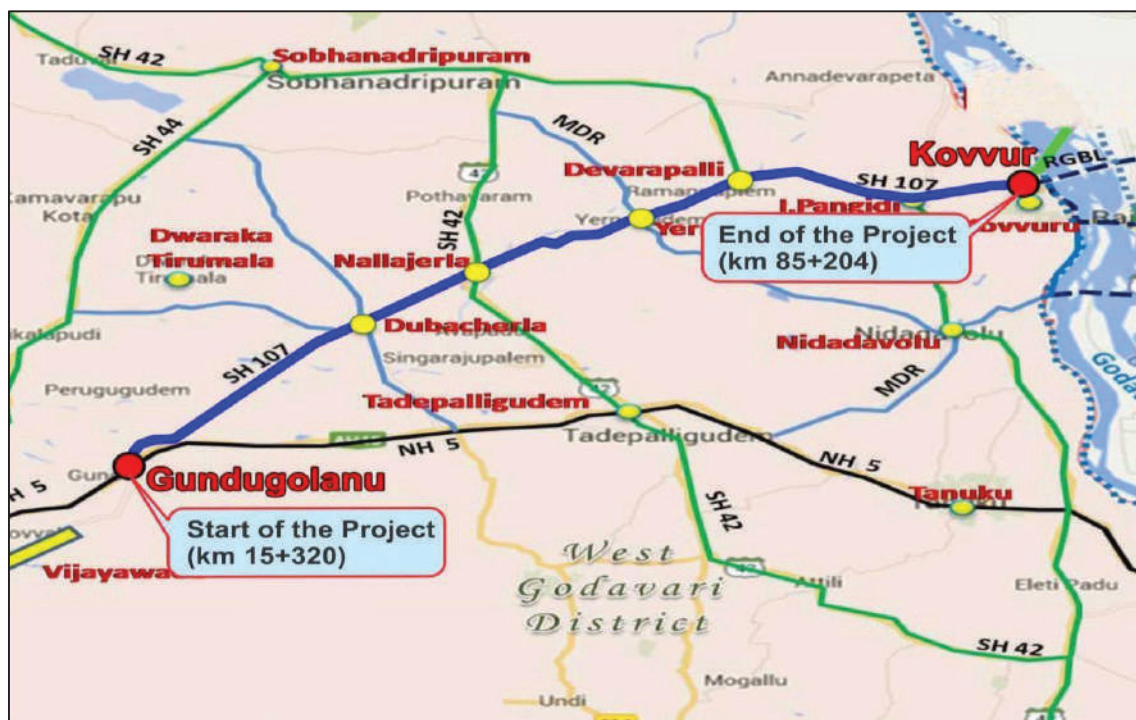 SH 42
Taduvai
Sobhanadripuram
Sobhanadripuram
Annadevarapeta
MDR
SH 44
Kovvur
RGBL
Devarapalli
SH 107
Kamavarapu
Kota
Pothavaram
I.Pangidi
SH 42
End of the Project
(km 85+204)
ovvuru
Dwaraka
Tirumala
Nallajerla
Dubacherla
Nidadavolu
Singarajupalem
SH 107
Perugugudem
MDR
Tadepalligudem
Tadepalligudem
NH 5
NH 5
Gundugolanu
Tanuku
Start of the Project
(km 15+320)
SH 42
West
Godavari
District
Attili
Eleti Padu
SH 42
Mogallu
Undi